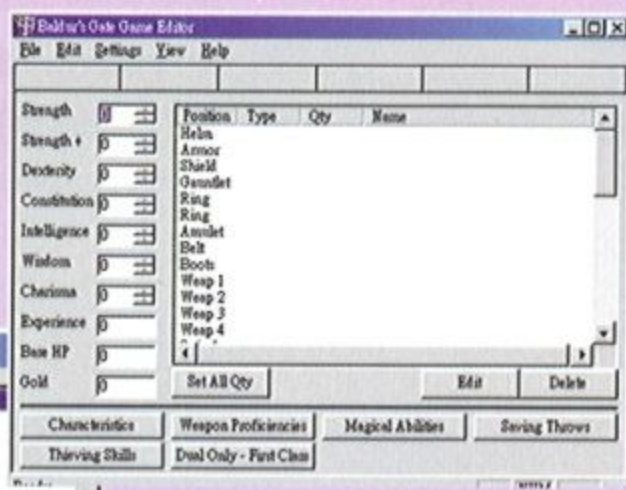 Baldur's Gate Game Editor
File Edit Settings View Help
Strength 0
Strength + 0
Dexterity 0
Constitution 0
Intelligence 0
Wisdom 0
Charisma 0
Experience 0
Base HP 0
Gold 0
Position Type Qty Name
Helm
Armor
Shield
Gauntlet
Ring
Ring
Amulet
Belt
Boots
Weap 1
Weap 2
Weap 3
Weap 4
Set All Qty Edit Delete
Characteristics Weapon Proficiencies Magical Abilities Saving Throws
Thieving Skills Dual Only - First Class